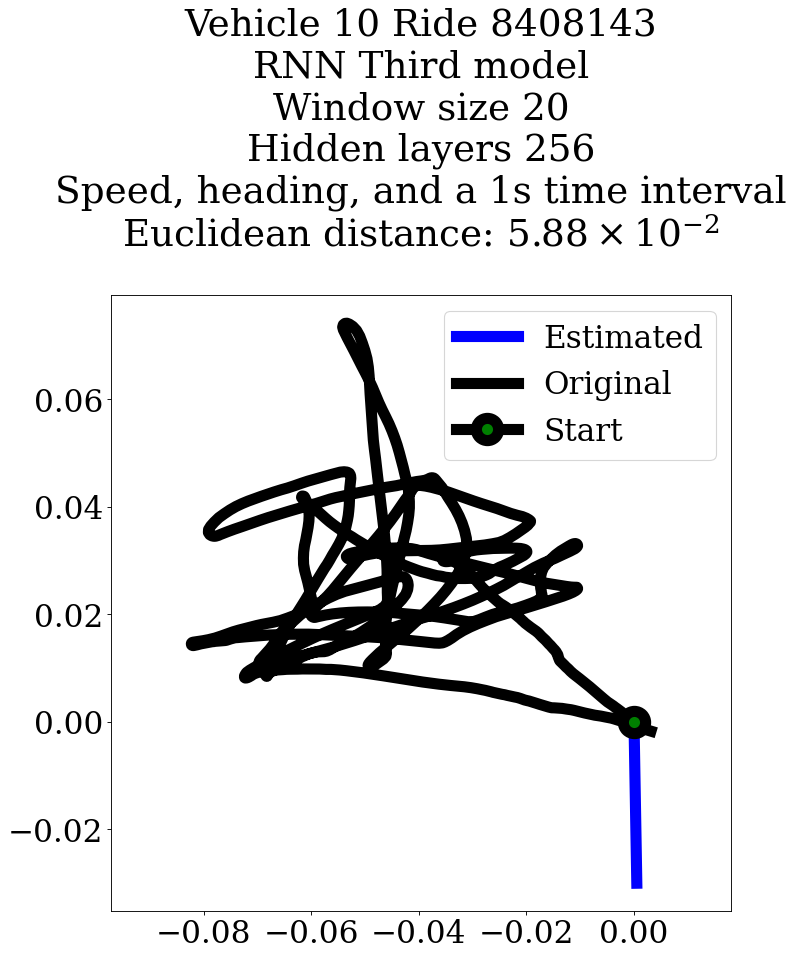 Vehicle 10 Ride 8408143
RNN Third model
Window size 20
Hidden layers 256
Speed, heading, and a 1s time interval
Euclidean distance: 5.88 × 10⁻²
Estimated
Original
Start
0.06
0.04
0.02
0.00
−0.02
−0.08 −0.06 −0.04 −0.02 0.00